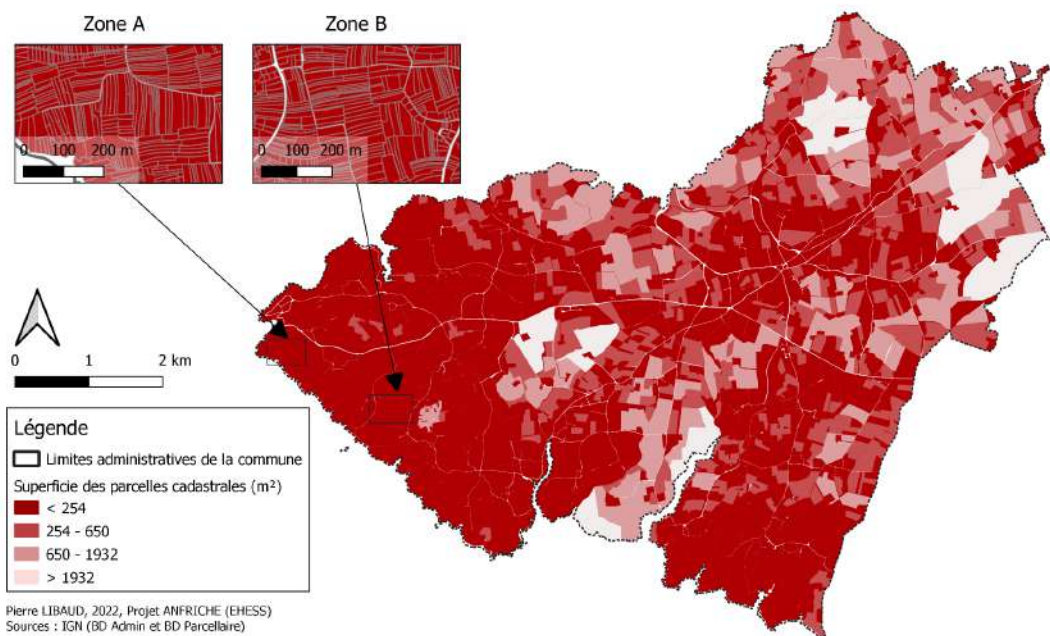 Zone A
Zone B
0 100 200 m
0 100 200 m
0 1 2 km
Légende
Limites administratives de la commune
Superficie des parcelles cadastrales (m²)
< 254
254 - 650
650 - 1932
> 1932
Pierre LIBAUD, 2022, Projet ANFRICHE (EHESS)
Sources : IGN (BD Admin et BD Parcellaire)